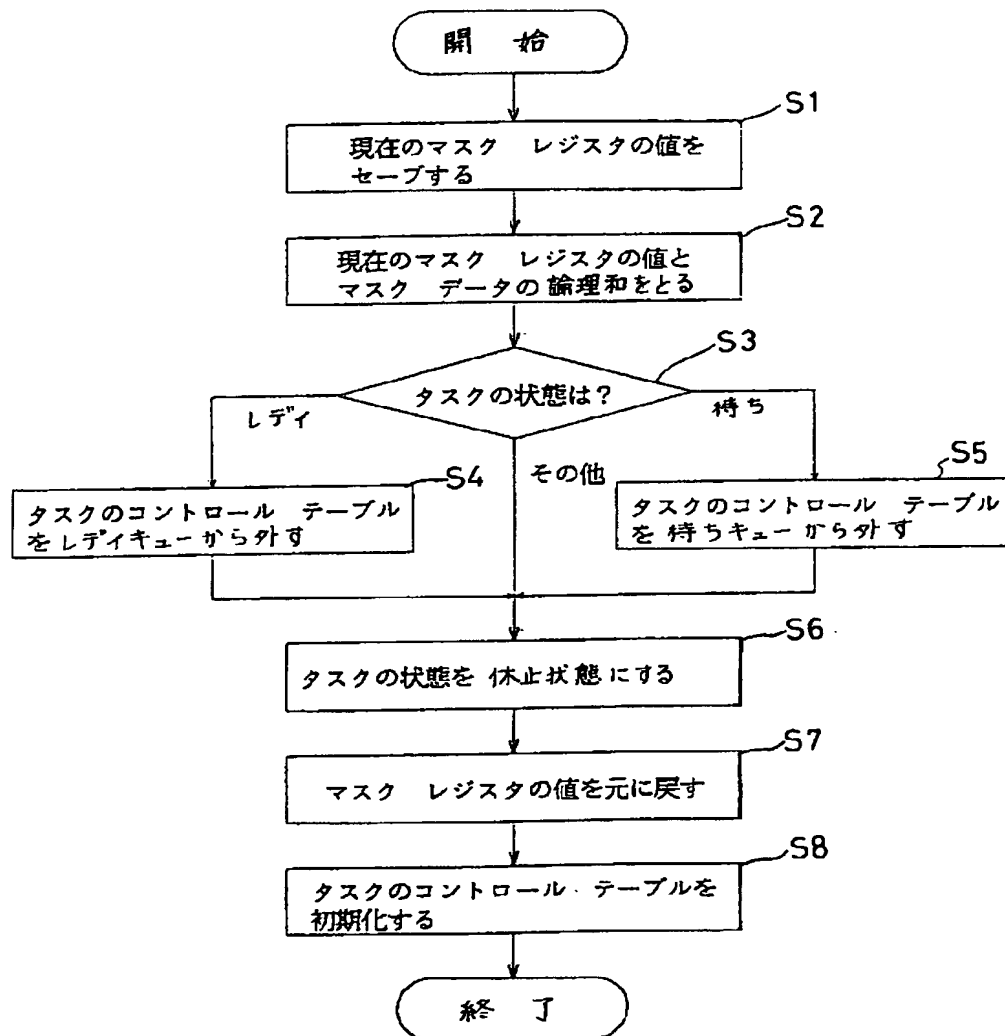 開始
S1
現在のマスク レジスタの値を
セーブする
S2
現在のマスク レジスタの値と
マスク データの論理和をとる
S3
タスクの状態は?
レディ
待ち
その他
S4
タスクのコントロール テーブル
をレディキューから外す
S5
タスクのコントロール テーブル
を待ちキューから外す
S6
タスクの状態を休止状態にする
S7
マスク レジスタの値を元に戻す
S8
タスクのコントロール テーブルを
初期化する
終了